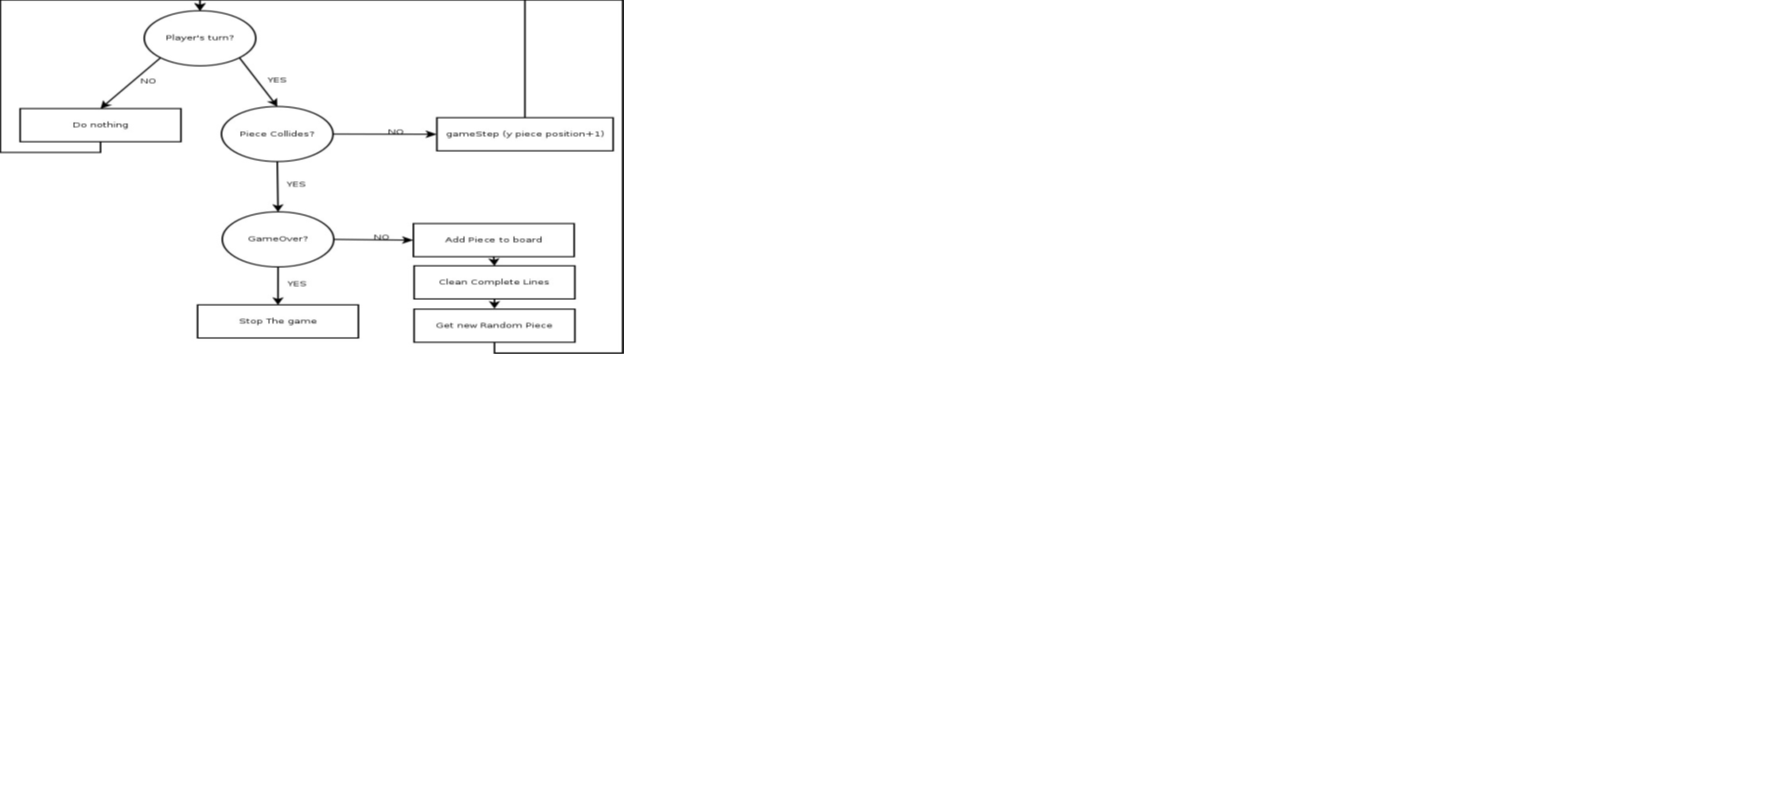 Player's turn?
NO
YES
Do nothing
Piece Collides?
NO
gameStep (y piece position+1)
YES
GameOver?
NO
Add Piece to board
Clean Complete Lines
YES
Stop The game
Get new Random Piece